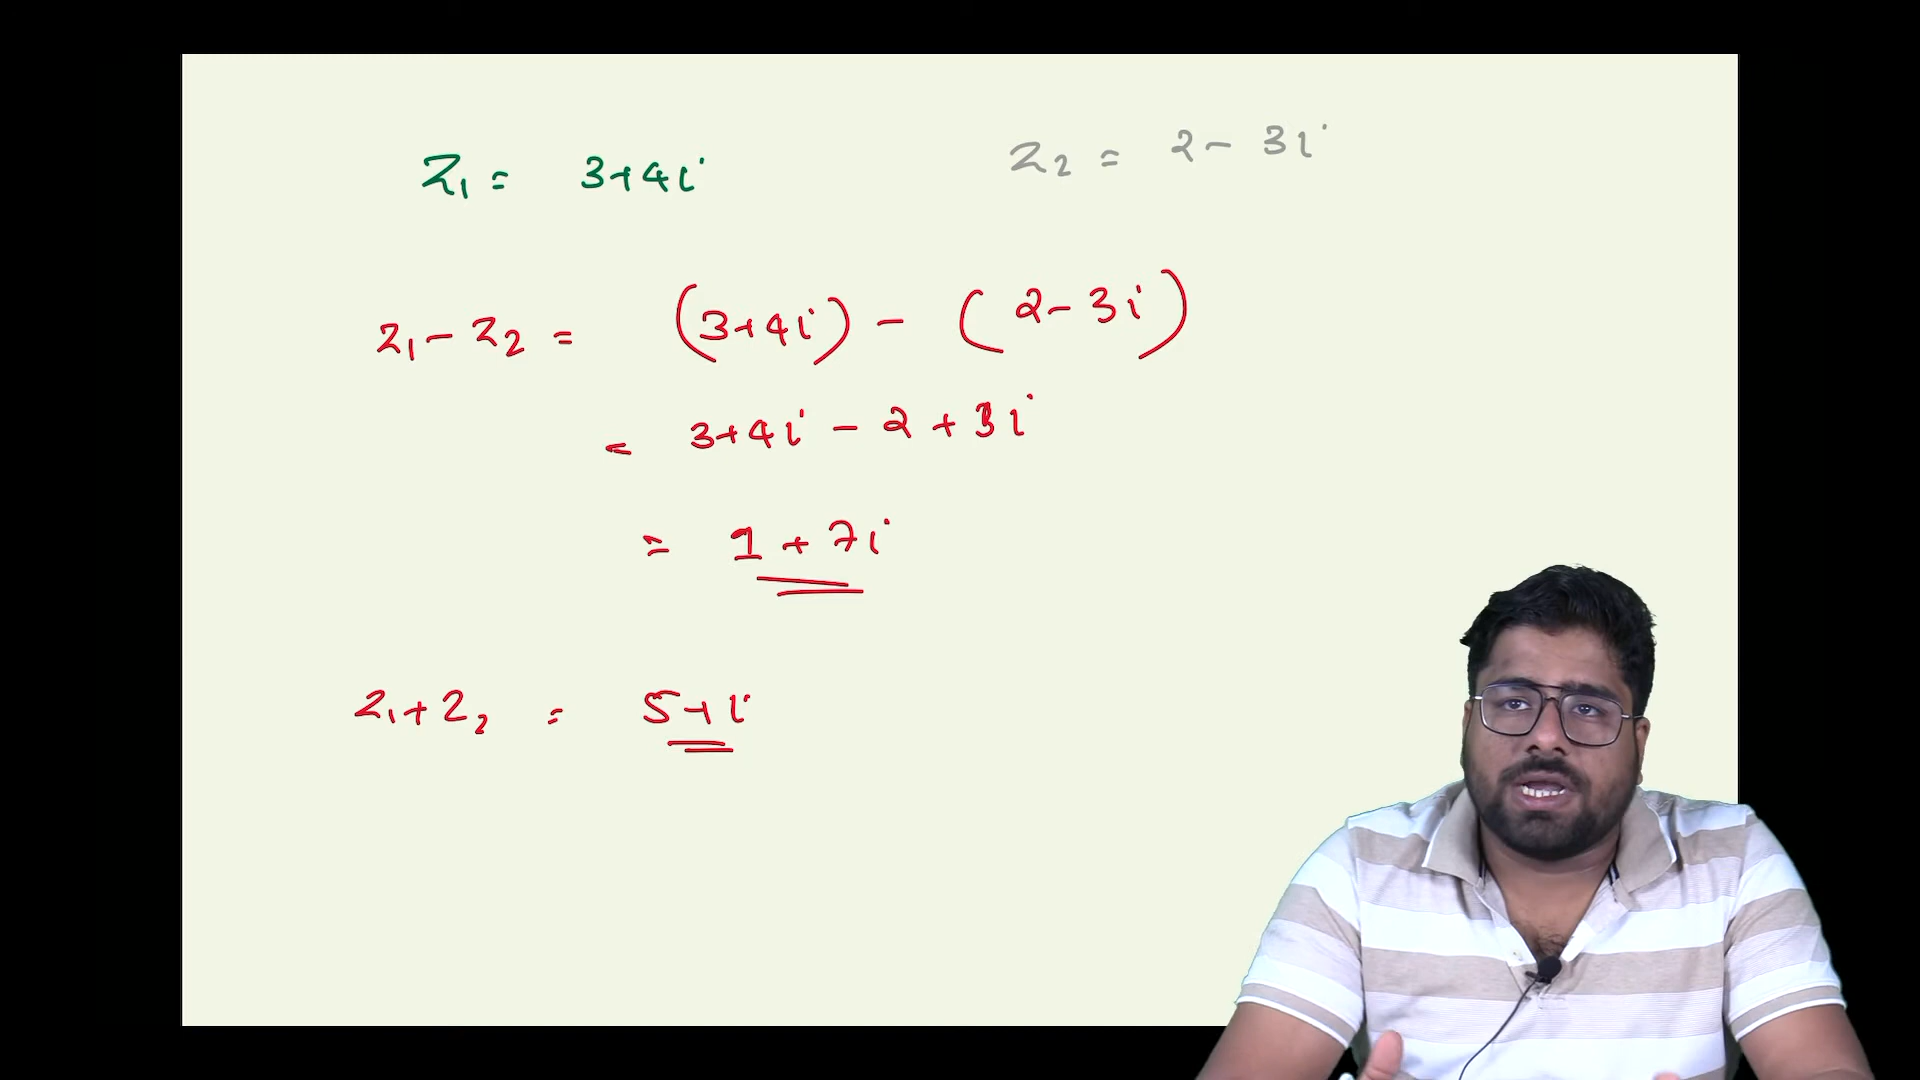 Z₁ = 3+4i
Z₂ = 2 - 3i
Z₁ - Z₂ = (3+4i) - (2 - 3i)
= 3+4i - 2 + 3i
= 1 + 7i
Z₁+Z₂ = 5+i